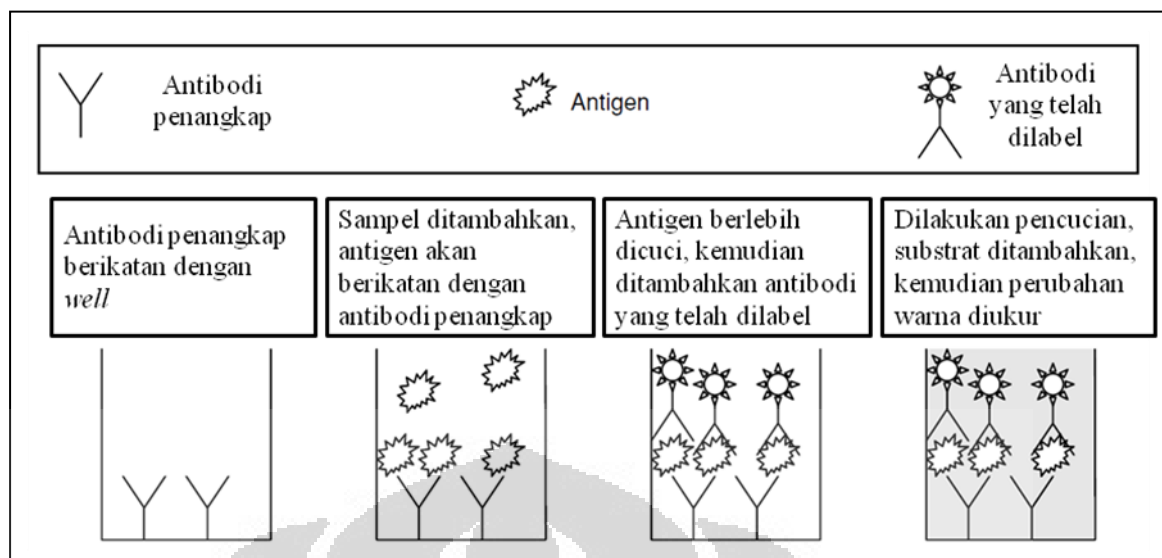 Antibodi
penangkap
Antigen
Antibodi
yang telah
dilabel
Antibodi penangkap
berikatan dengan
well
Sampel ditambahkan,
antigen akan
berikatan dengan
antibodi penangkap
Antigen berlebih
dicuci, kemudian
ditambahkan antibodi
yang telah dilabel
Dilakukan pencucian,
substrat ditambahkan,
kemudian perubahan
warna diukur